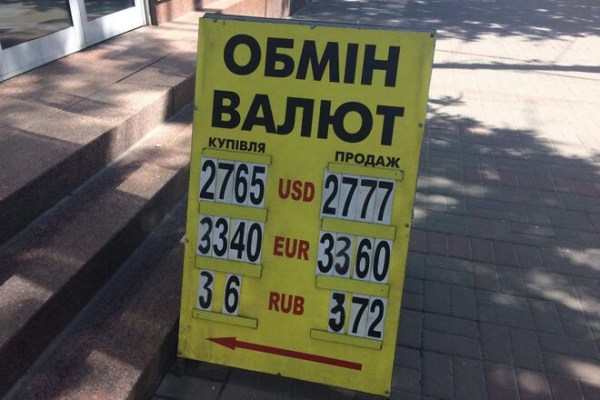 ОБМІН
ВАЛЮТ
КУПІВЛЯ ПРОДАЖ
2765 USD 2777
3340 EUR 3360
36 RUB 372